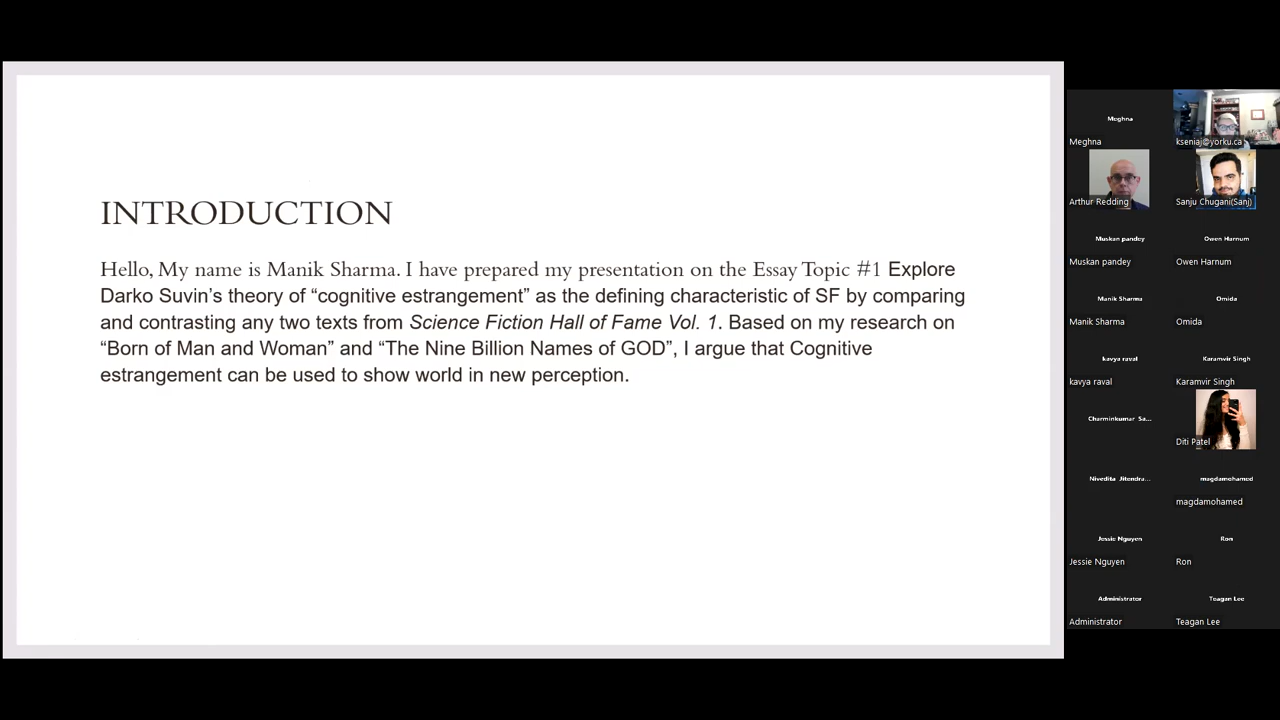 INTRODUCTION
Hello, My name is Manik Sharma. I have prepared my presentation on the Essay Topic #1 Explore
Darko Suvin’s theory of “cognitive estrangement” as the defining characteristic of SF by comparing
and contrasting any two texts from Science Fiction Hall of Fame Vol. 1. Based on my research on
“Born of Man and Woman” and “The Nine Billion Names of GOD”, I argue that Cognitive
estrangement can be used to show world in new perception.
Meghna
Meghna
kseniaj@yorku.ca
Arthur Redding
Sanju Chugani(Sanj)
Muskan pandey
Muskan pandey
Owen Harnum
Owen Harnum
Manik Sharma
Manik Sharma
Omida
Omida
kavya raval
kavya raval
Karamvir Singh
Karamvir Singh
Charminkumar Sa...
Diti Patel
Nivedita Jitendra...
magdamohamed
magdamohamed
Jessie Nguyen
Jessie Nguyen
Ron
Ron
Administrator
Administrator
Teagan Lee
Teagan Lee